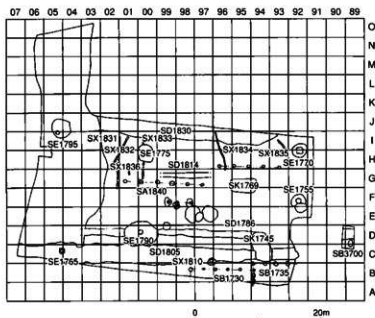 07 06 05 04 03 02 01 00 99 98 97 96 95 94 93 92 91 90 89
O
N
M
L
K
J
I
H
G
F
E
D
C
B
A
SD1830
SX1831 SX1833
SX1832 SX1834 SX1835
SE1795 SE1775
SX1836 SD1814 SE1770
SX1769
SA1840 SE1755
SD1786
SE1790 SX1745
SD1805 SB3700
SE1765 SX1810 SB1735
SB1730
0 20m